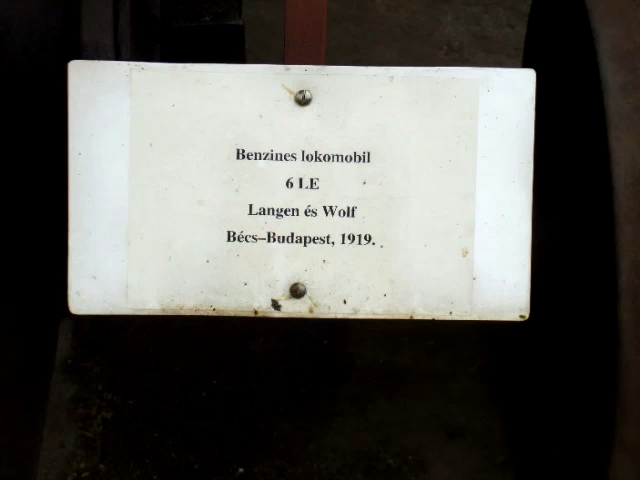 Benzines lokomobil
6 LE
Langen és Wolf
Bécs–Budapest, 1919.